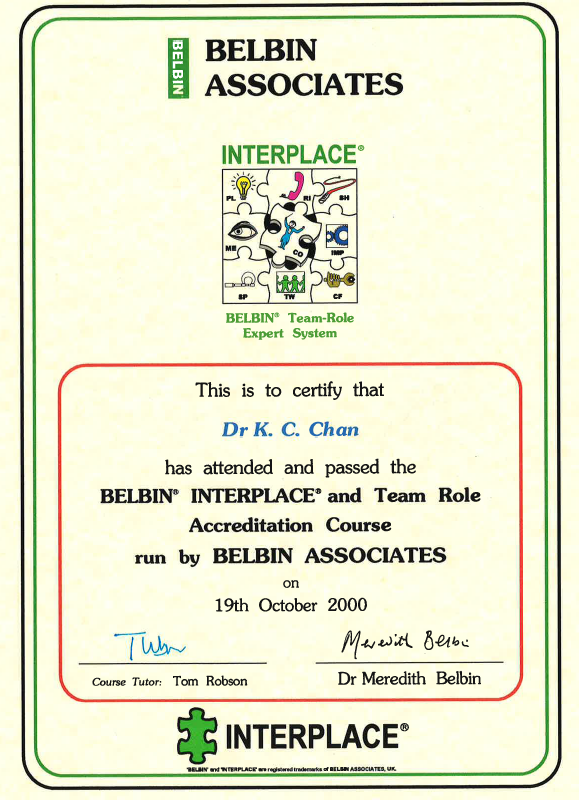 BELBIN
BELBIN
ASSOCIATES
INTERPLACE®
PL RI SH
ME CO IMP
SP TW CF
BELBIN® Team-Role
Expert System
This is to certify that
Dr K. C. Chan
has attended and passed the
BELBIN® INTERPLACE® and Team Role
Accreditation Course
run by BELBIN ASSOCIATES
on
19th October 2000
Meredith Belbin
Course Tutor: Tom Robson
Dr Meredith Belbin
INTERPLACE®
'BELBIN' and 'INTERPLACE' are registered trademarks of BELBIN ASSOCIATES, UK.